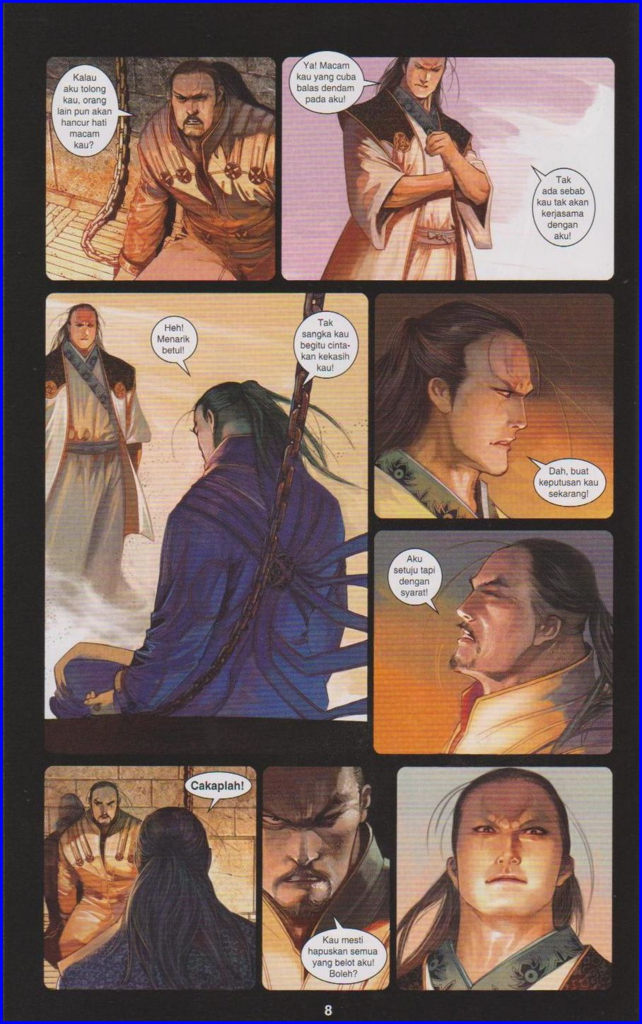 Kalau
aku tolong
kau, orang
lain pun akan
hancur hati
macam
kau?
Ya! Macam
kau yang cuba
balas dendam
pada aku!
Tak
ada sebab
kau tak akan
kerjasama
dengan
aku!
Heh!
Menarik
betul!
Tak
sangka kau
begitu cinta-
kan kekasih
kau!
Dah, buat
keputusan kau
sekarang!
Aku
setuju tapi
dengan
syarat!
Cakaplah!
Kau mesti
hapuskan semua
yang belot aku!
Boleh?
8